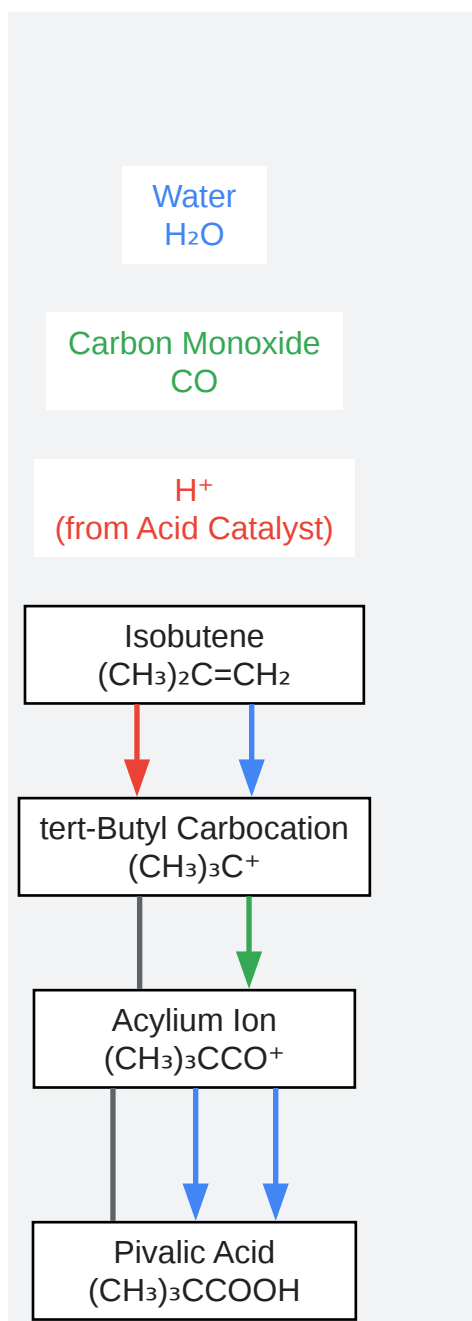 Water
H₂O
Carbon Monoxide
CO
H⁺
(from Acid Catalyst)
Isobutene
(CH₃)₂C=CH₂
tert-Butyl Carbocation
(CH₃)₃C⁺
Acylium Ion
(CH₃)₃CCO⁺
Pivalic Acid
(CH₃)₃CCOOH